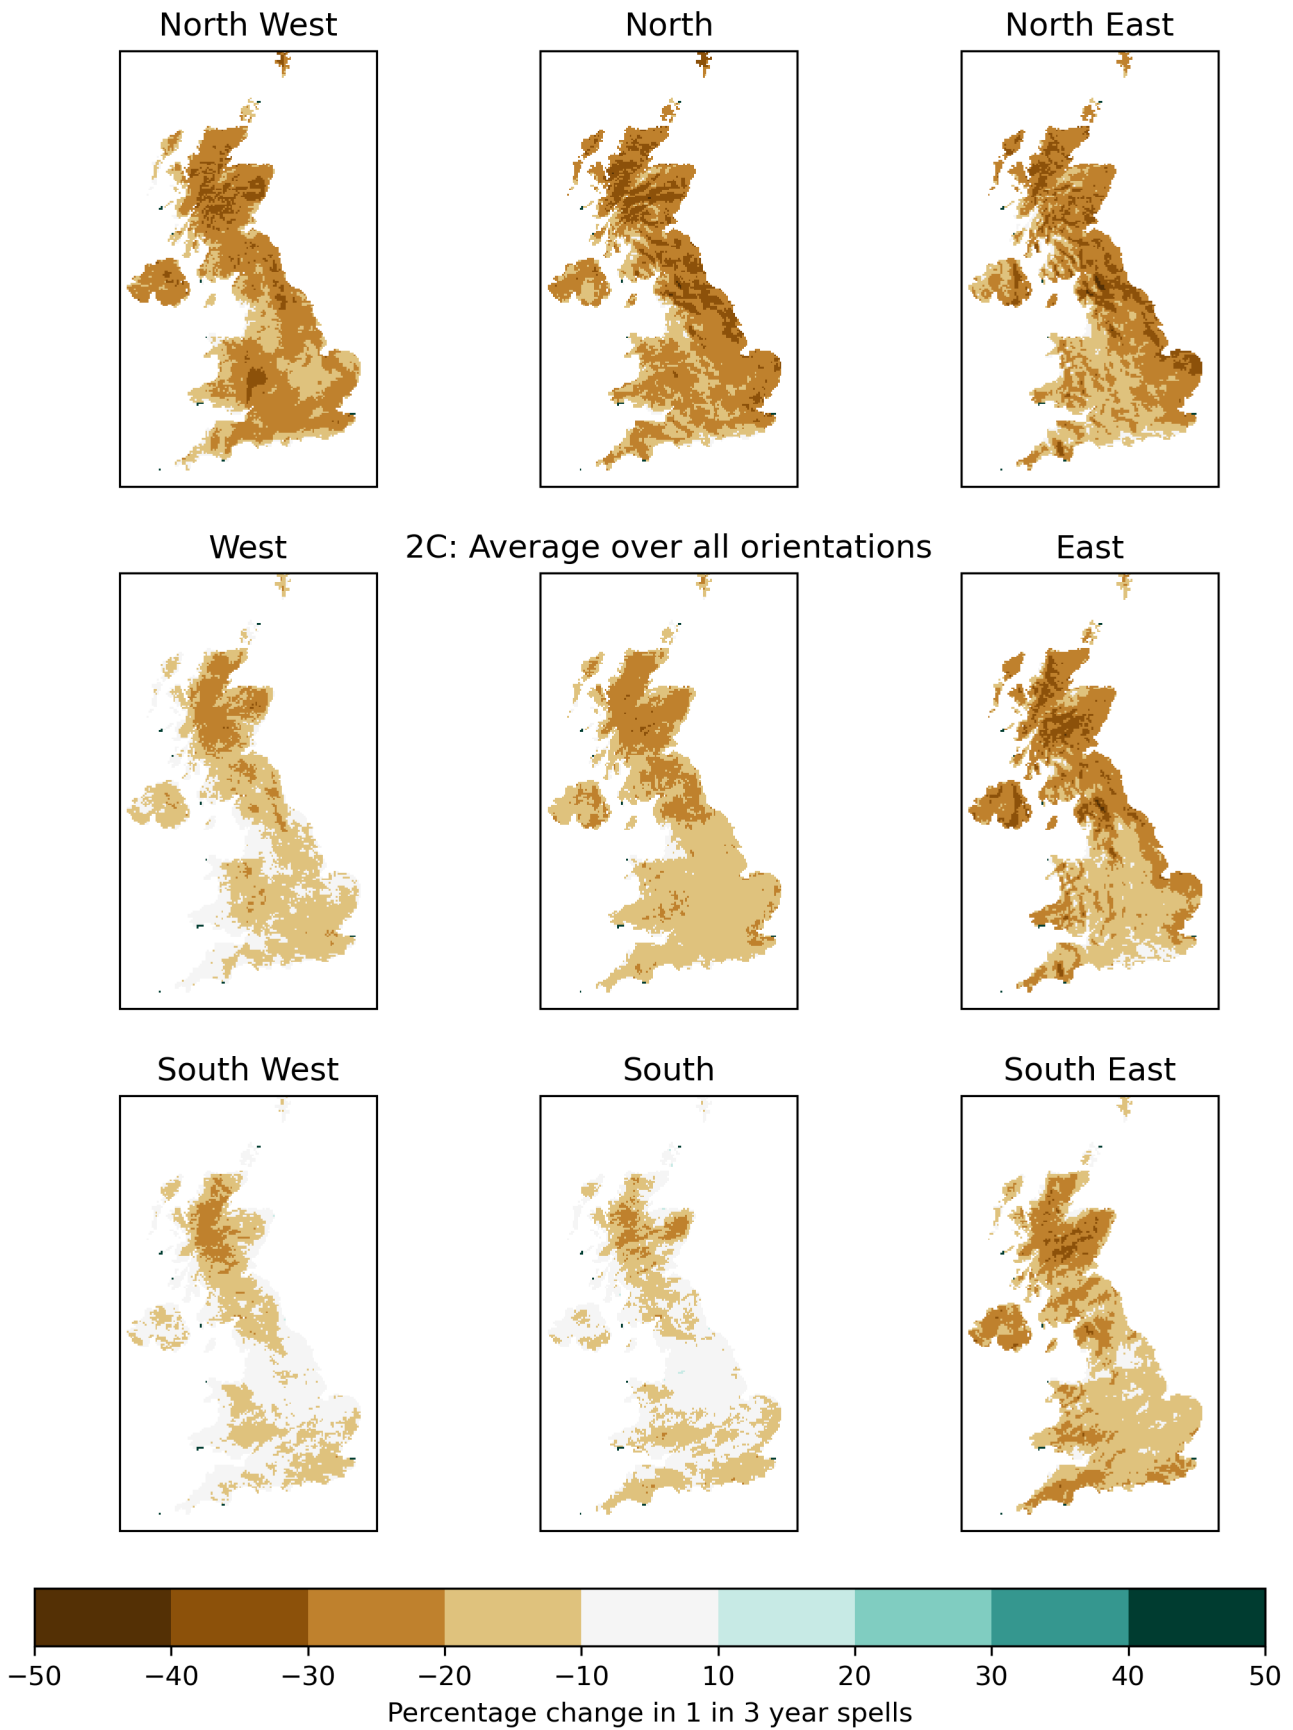 North West
North
North East
West
2C: Average over all orientations
East
South West
South
South East
−50 −40 −30 −20 −10 10 20 30 40 50
Percentage change in 1 in 3 year spells